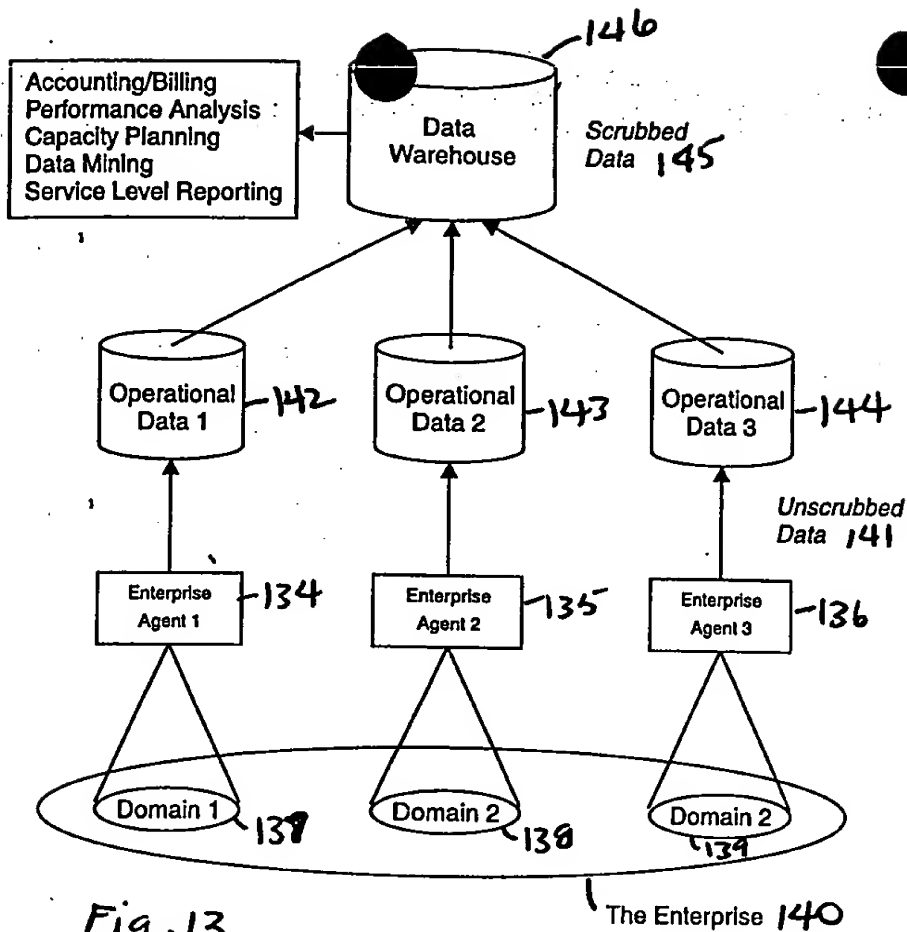 146
Accounting/Billing
Performance Analysis
Capacity Planning
Data Mining
Service Level Reporting
Data
Warehouse
Scrubbed
Data 145
Operational
Data 1
142
Operational
Data 2
143
Operational
Data 3
144
Unscrubbed
Data 141
Enterprise
Agent 1
134
Enterprise
Agent 2
135
Enterprise
Agent 3
136
Domain 1
Domain 2
138
Domain 2
139
The Enterprise 140
Fig. 13